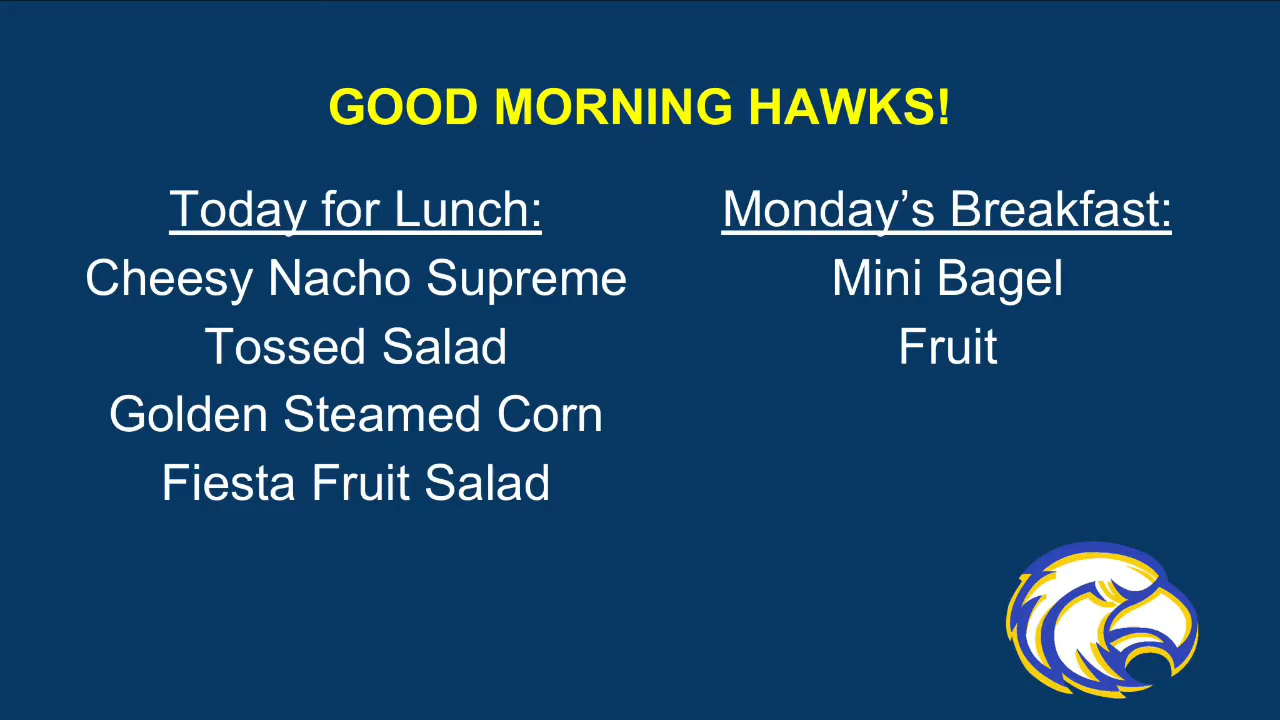 GOOD MORNING HAWKS!
Today for Lunch:
Cheesy Nacho Supreme
Tossed Salad
Golden Steamed Corn
Fiesta Fruit Salad
Monday’s Breakfast:
Mini Bagel
Fruit